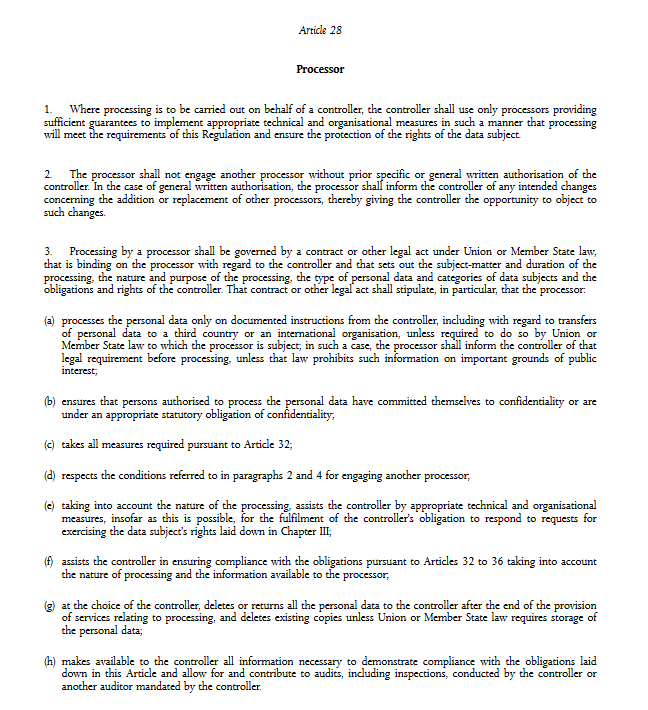 Article 28
Processor
1. Where processing is to be carried out on behalf of a controller, the controller shall use only processors providing
sufficient guarantees to implement appropriate technical and organisational measures in such a manner that processing
will meet the requirements of this Regulation and ensure the protection of the rights of the data subject.
2. The processor shall not engage another processor without prior specific or general written authorisation of the
controller. In the case of general written authorisation, the processor shall inform the controller of any intended changes
concerning the addition or replacement of other processors, thereby giving the controller the opportunity to object to
such changes.
3. Processing by a processor shall be governed by a contract or other legal act under Union or Member State law,
that is binding on the processor with regard to the controller and that sets out the subject-matter and duration of the
processing, the nature and purpose of the processing, the type of personal data and categories of data subjects and the
obligations and rights of the controller. That contract or other legal act shall stipulate, in particular, that the processor:
(a) processes the personal data only on documented instructions from the controller, including with regard to transfers
of personal data to a third country or an international organisation, unless required to do so by Union or
Member State law to which the processor is subject; in such a case, the processor shall inform the controller of that
legal requirement before processing, unless that law prohibits such information on important grounds of public
interest;
(b) ensures that persons authorised to process the personal data have committed themselves to confidentiality or are
under an appropriate statutory obligation of confidentiality;
(c) takes all measures required pursuant to Article 32;
(d) respects the conditions referred to in paragraphs 2 and 4 for engaging another processor;
(e) taking into account the nature of the processing, assists the controller by appropriate technical and organisational
measures, insofar as this is possible, for the fulfilment of the controller's obligation to respond to requests for
exercising the data subject's rights laid down in Chapter III;
(f) assists the controller in ensuring compliance with the obligations pursuant to Articles 32 to 36 taking into account
the nature of processing and the information available to the processor;
(g) at the choice of the controller, deletes or returns all the personal data to the controller after the end of the provision
of services relating to processing, and deletes existing copies unless Union or Member State law requires storage of
the personal data;
(h) makes available to the controller all information necessary to demonstrate compliance with the obligations laid
down in this Article and allow for and contribute to audits, including inspections, conducted by the controller or
another auditor mandated by the controller.